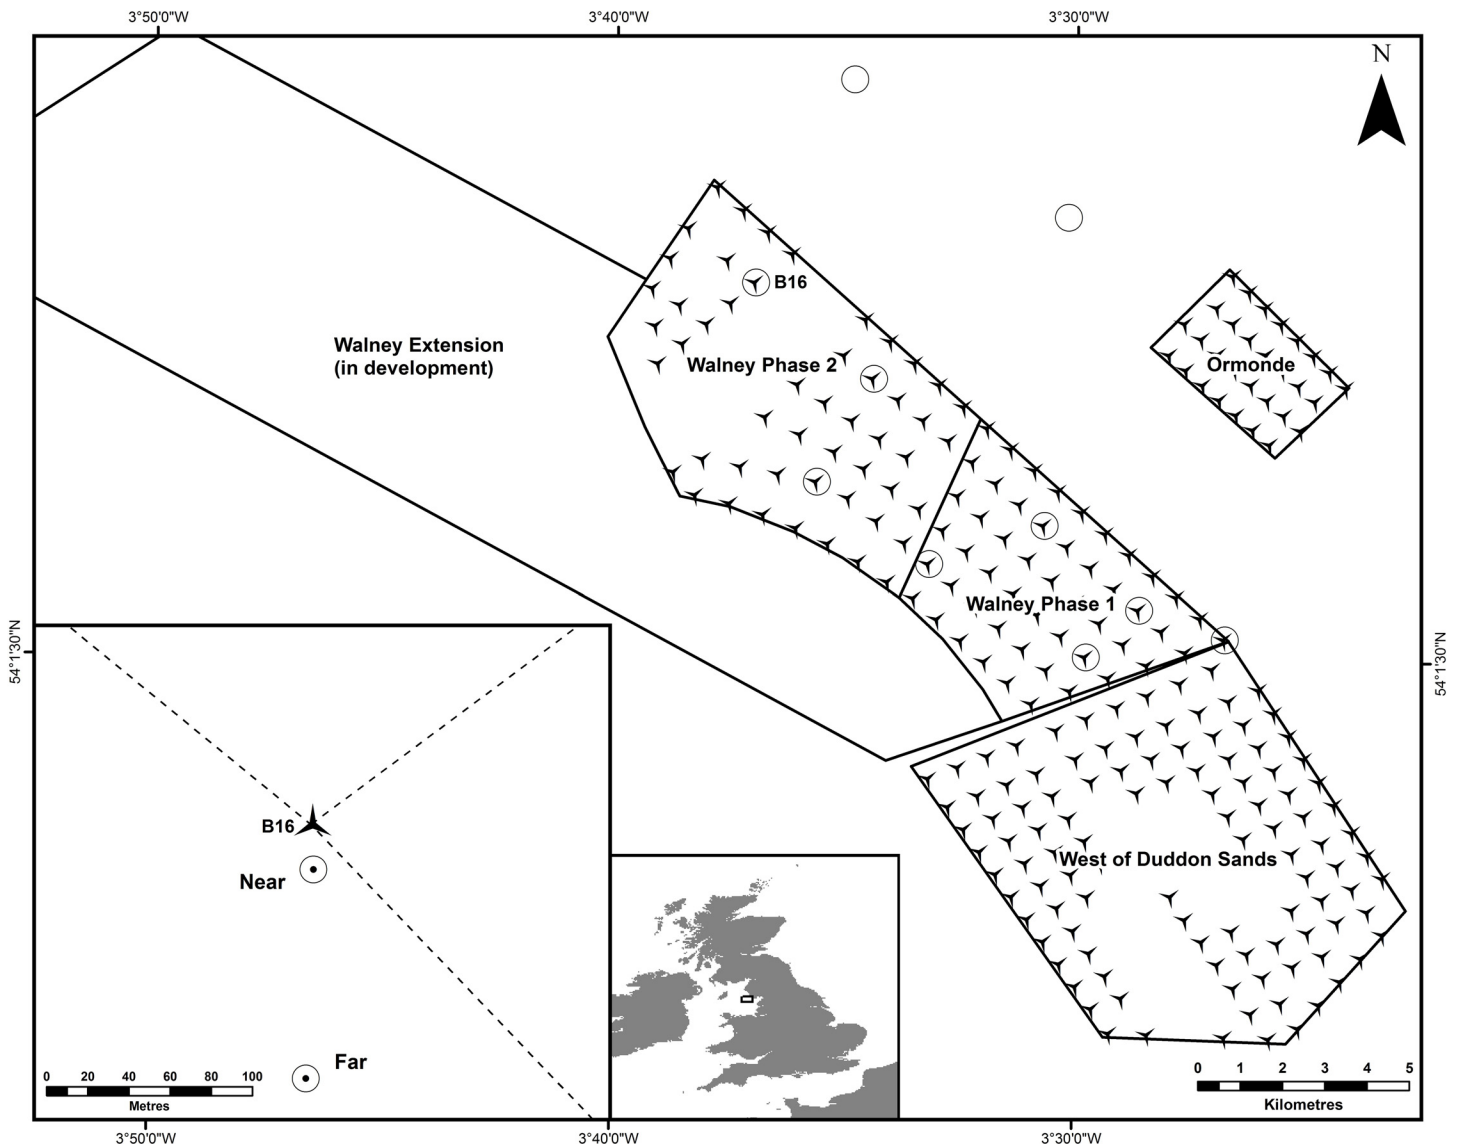 3°50'0"W 3°40'0"W 3°30'0"W
N
B16
Walney Extension
(in development)
Walney Phase 2
Ormonde
Walney Phase 1
54°1'30"N
54°1'30"N
B16
Near
West of Duddon Sands
Far
0 20 40 60 80 100
Metres
0 1 2 3 4 5
Kilometres
3°50'0"W 3°40'0"W 3°30'0"W